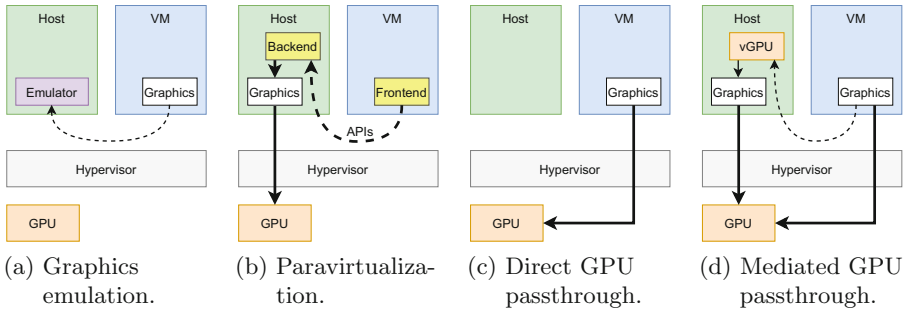 Host
VM
Emulator
Graphics
Hypervisor
GPU
(a) Graphics
emulation.
Host
VM
Backend
Graphics
Frontend
APIs
Hypervisor
GPU
(b) Paravirtualiza-
tion.
Host
VM
Graphics
Hypervisor
GPU
(c) Direct GPU
passthrough.
Host
VM
vGPU
Graphics
Graphics
Hypervisor
GPU
(d) Mediated GPU
passthrough.